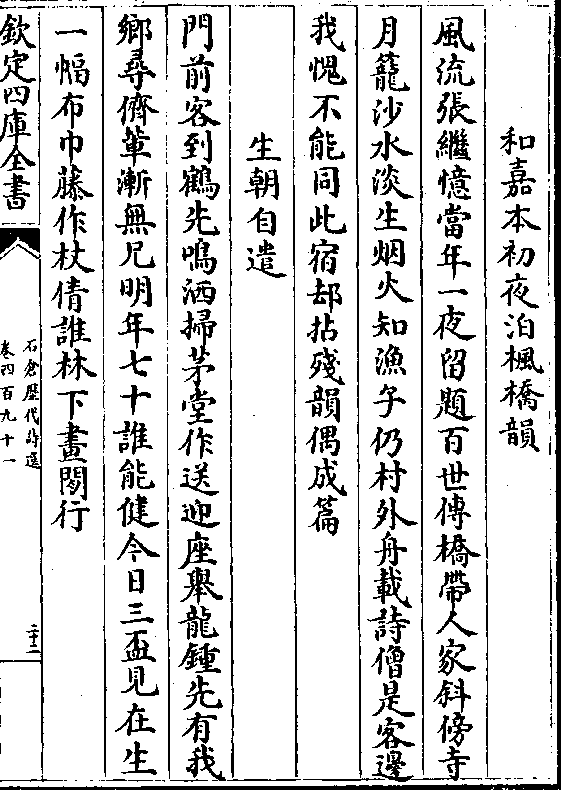 和嘉本初夜泊楓橋韻
風流張繼憶當年一夜留題百世傳橋帶人家斜傍寺
月籠沙水淡生烟火知漁子仍村外舟載詩僧是客邊
我愧不能同此宿却拈殘韻偶成篇
生朝自遣
門前客到鶴先鳴洒掃茅堂作送迎座舉龍鍾先有我
鄉尋儕軰漸無兄明年七十誰能健今日三盃見在生
一幅布巾藤作杖倩誰林下畫閒行
欽定四庫全書
石倉歷代詩選
卷四百九十一
二十二